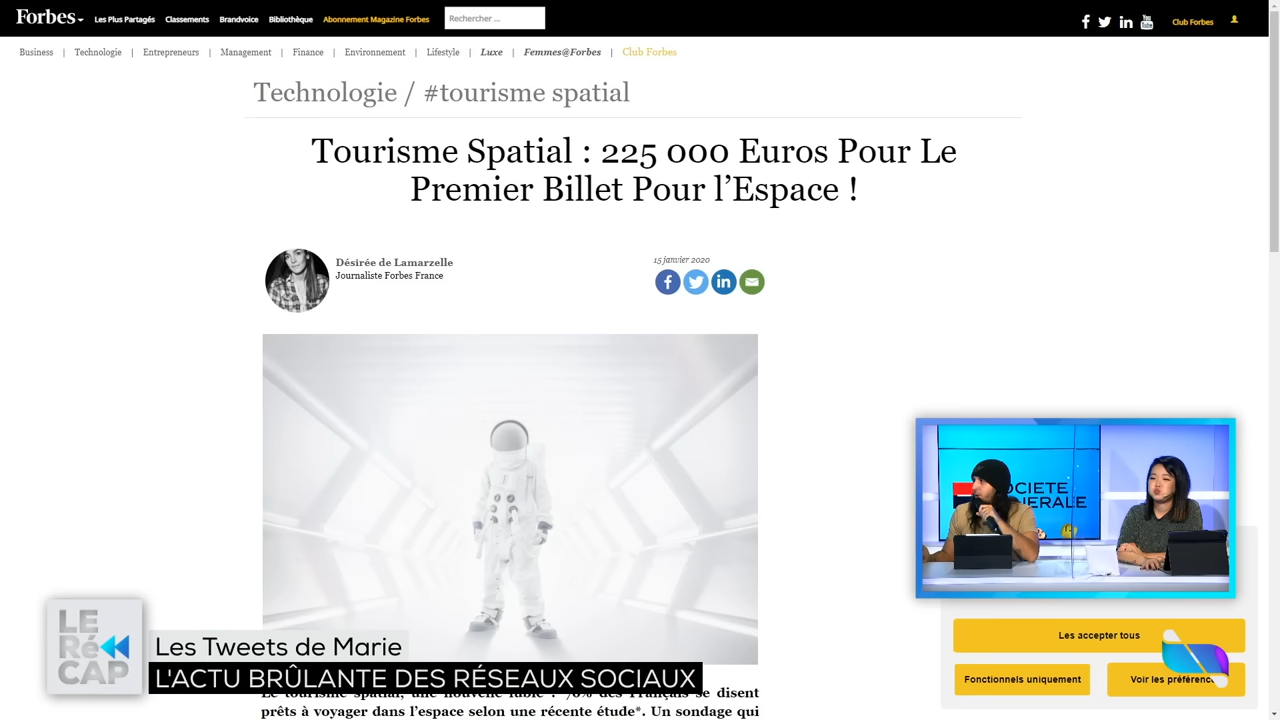 Forbes
Les Plus Partagés
Classements
Brandvoice
Bibliothèque
Abonnement Magazine Forbes
Rechercher ...
Club Forbes
Business | Technologie | Entrepreneurs | Management | Finance | Environnement | Lifestyle | Luxe | Femmes@Forbes | Club Forbes
Technologie / #tourisme spatial
Tourisme Spatial : 225 000 Euros Pour Le
Premier Billet Pour l'Espace !
Désirée de Lamarzelle
Journaliste Forbes France
15 janvier 2020
LE
Ré
CAP
Les Tweets de Marie
L'ACTU BRÛLANTE DES RÉSEAUX SOCIAUX
se disent
prêts à voyager dans l'espace selon une récente étude*. Un sondage qui
Les accepter tous
Fonctionnels uniquement
Voir les